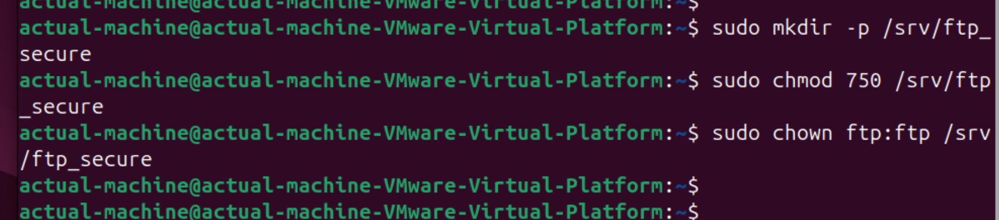 actual-machine@actual-machine-VMware-Virtual-Platform:~$
actual-machine@actual-machine-VMware-Virtual-Platform:~$ sudo mkdir -p /srv/ftp_
secure
actual-machine@actual-machine-VMware-Virtual-Platform:~$ sudo chmod 750 /srv/ftp
_secure
actual-machine@actual-machine-VMware-Virtual-Platform:~$ sudo chown ftp:ftp /srv
/ftp_secure
actual-machine@actual-machine-VMware-Virtual-Platform:~$
actual-machine@actual-machine-VMware-Virtual-Platform:~$